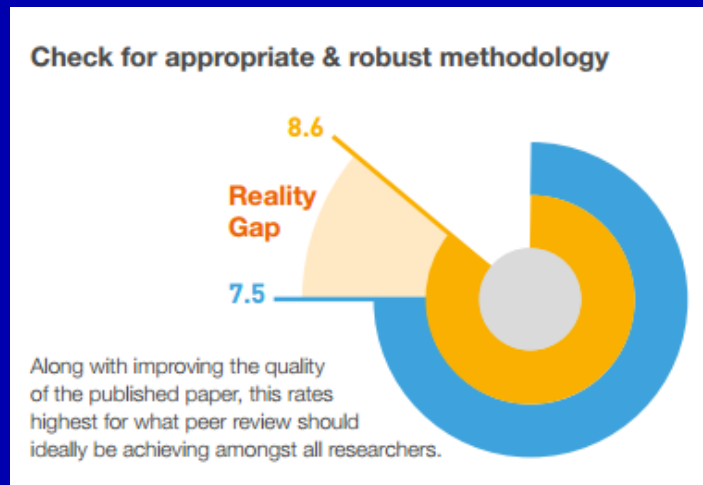 Check for appropriate & robust methodology
8.6
Reality
Gap
7.5
Along with improving the quality
of the published paper, this rates
highest for what peer review should
ideally be achieving amongst all researchers.